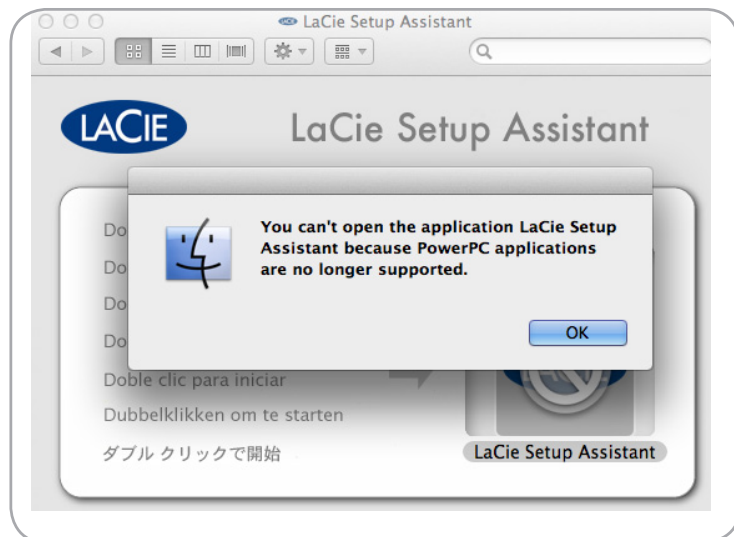 LaCie Setup Assistant
LACIE
LaCie Setup Assistant
You can't open the application LaCie Setup
Assistant because PowerPC applications
are no longer supported.
OK
Do
Do
Do
Do
Doble clic para iniciar
Dubbelklikken om te starten
ダブル クリックで開始
LaCie Setup Assistant